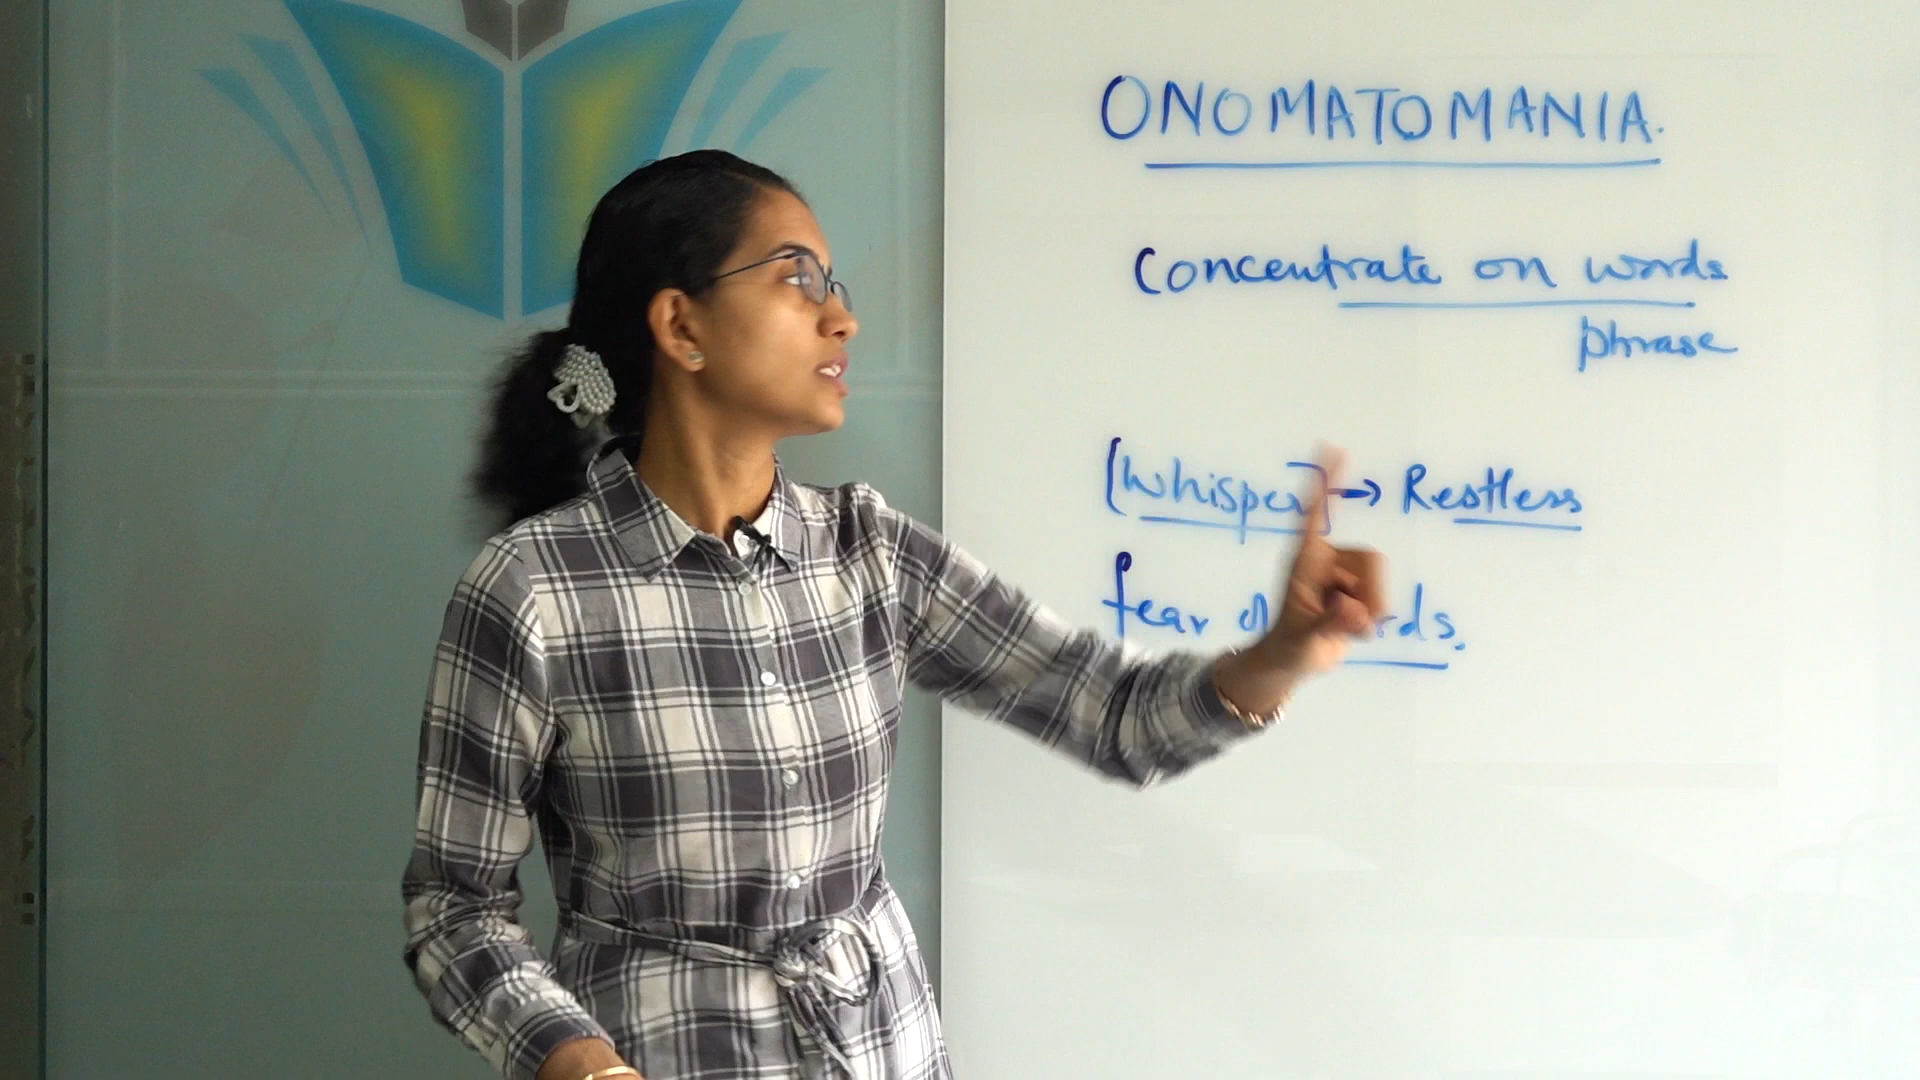 ONOMATOMANIA.
Concentrate on words
phrase
[Whisper] → Restless
fear